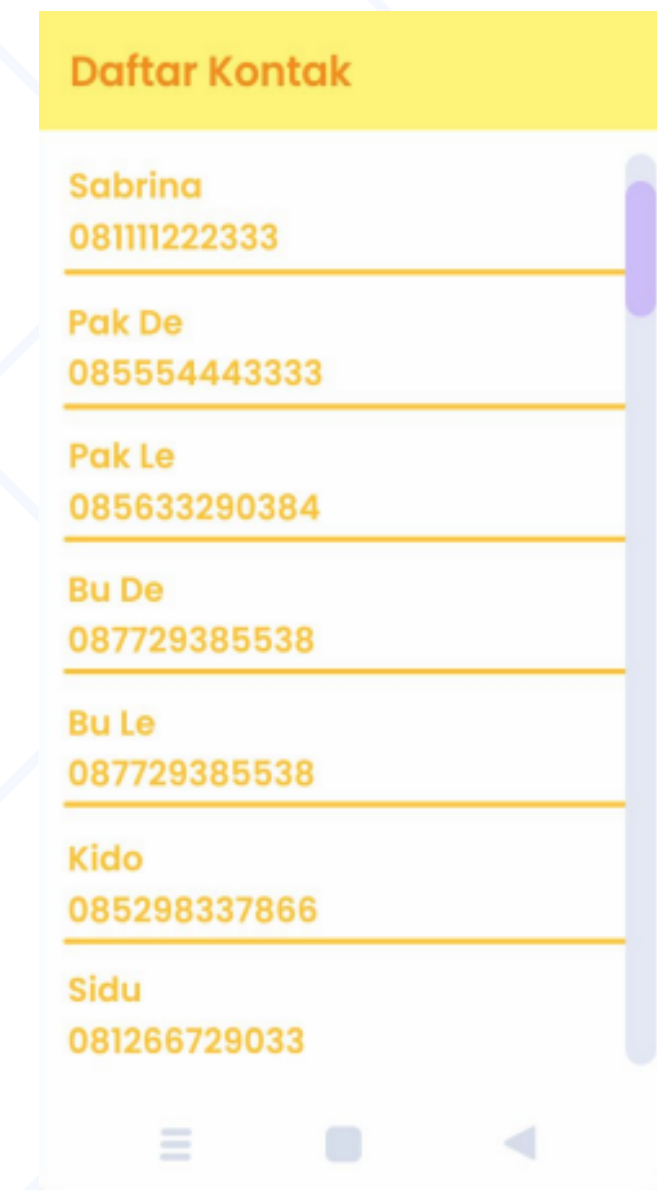 Daftar Kontak
Sabrina
081111222333
Pak De
085554443333
Pak Le
085633290384
Bu De
087729385538
Bu Le
087729385538
Kido
085298337866
Sidu
081266729033